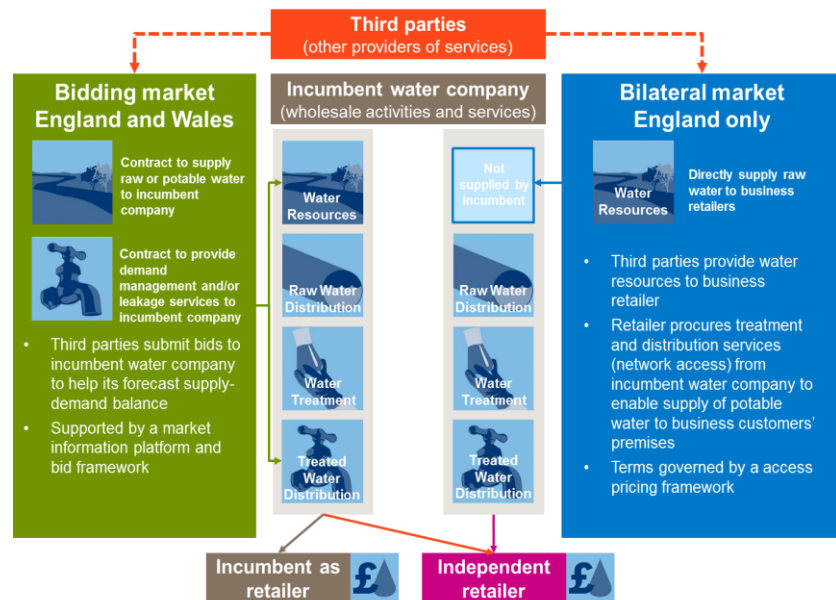 Third parties
(other providers of services)
Bidding market
England and Wales
Contract to supply
raw or potable water
to incumbent
company
Contract to provide
demand
management and/or
leakage services to
incumbent company
• Third parties submit bids to
incumbent water company
to help its forecast supply-
demand balance
• Supported by a market
information platform and
bid framework
Incumbent water company
(wholesale activities and services)
Water
Resources
Raw Water
Distribution
Water
Treatment
Treated
Water
Distribution
Not
supplied by
incumbent
Raw Water
Distribution
Water
Treatment
Treated
Water
Distribution
Bilateral market
England only
Water
Resources
Directly supply raw
water to business
retailers
• Third parties provide water
resources to business
retailer
• Retailer procures treatment
and distribution services
(network access) from
incumbent water company to
enable supply of potable
water to business customers’
premises
• Terms governed by a access
pricing framework
Incumbent as
retailer
£
Independent
retailer
£